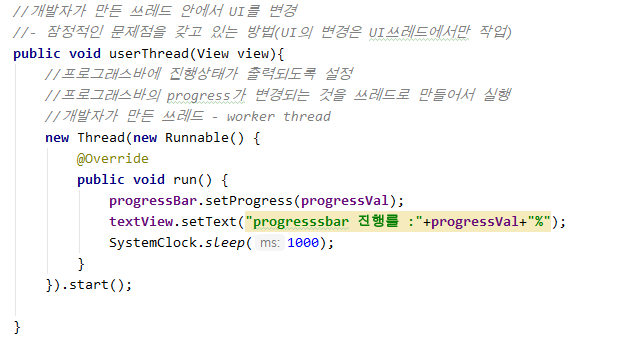 //개발자가 만든 쓰레드 안에서 UI를 변경
//- 잠정적인 문제점을 갖고 있는 방법(UI의 변경은 UI쓰레드에서만 작업)
public void userThread(View view){
//프로그래스바에 진행상태가 출력되도록 설정
//프로그래스바의 progress가 변경되는 것을 쓰레드로 만들어서 실행
//개발자가 만든 쓰레드 - worker thread
new Thread(new Runnable() {
@Override
public void run() {
progressBar.setProgress(progressVal);
textView.setText("progresssbar 진행률 :"+progressVal+"%");
SystemClock.sleep( ms: 1000);
}
}).start();
}